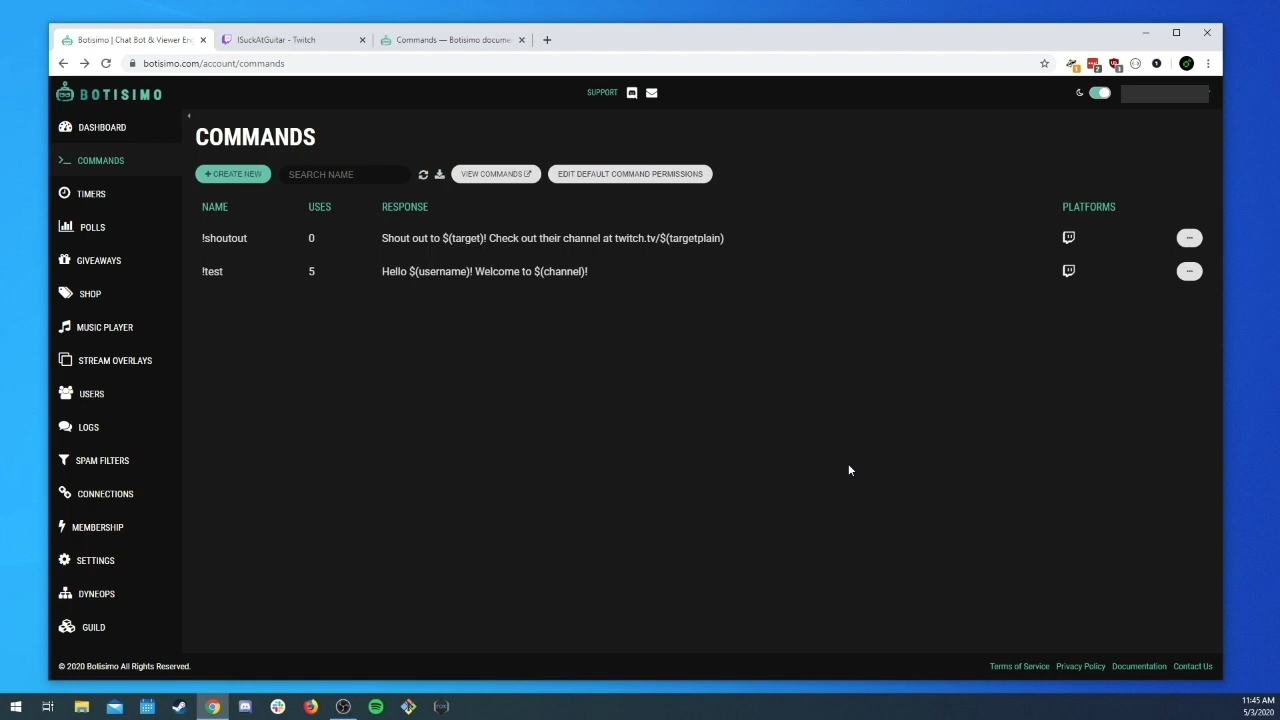 Botisimo | Chat Bot & Viewer En
ISuckAtGuitar - Twitch
Commands — Botisimo docume
botisimo.com/account/commands
BOTISIMO
SUPPORT
DASHBOARD
COMMANDS
TIMERS
POLLS
GIVEAWAYS
SHOP
MUSIC PLAYER
STREAM OVERLAYS
USERS
LOGS
SPAM FILTERS
CONNECTIONS
MEMBERSHIP
SETTINGS
DYNEOPS
GUILD
COMMANDS
+ CREATE NEW
SEARCH NAME
VIEW COMMANDS
EDIT DEFAULT COMMAND PERMISSIONS
NAME USES RESPONSE PLATFORMS
!shoutout 0 Shout out to $(target)! Check out their channel at twitch.tv/$(targetplain)
!test 5 Hello $(username)! Welcome to $(channel)!
© 2020 Botisimo All Rights Reserved.
Terms of Service Privacy Policy Documentation Contact Us
11:45 AM
5/3/2020